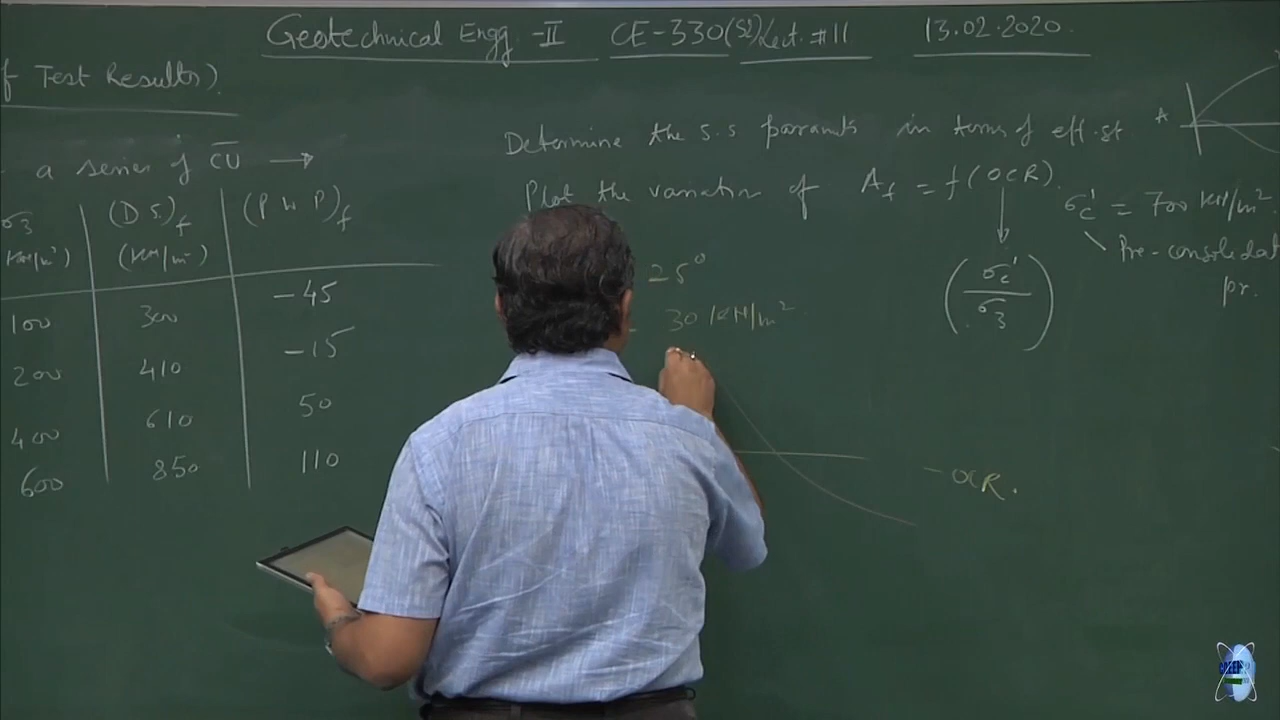 Geotechnical Engg -II CE-330(S2) Lect. #11 13.02.2020.
f Test Results).
a series of C̅U̅ →
σ3 (D S.)f (P W P)f
KN/m²) (KN/m²)
100 300 -45
200 410 -15
400 610 50
600 850 110
Determine the s.s paramts in terms of eff. st
Plot the variation of Af = f(OCR)
σc' = 700 KN/m²
Pre-consolidat
pr.
(σc'/σ3)
25°
30 KN/m²
OCR.